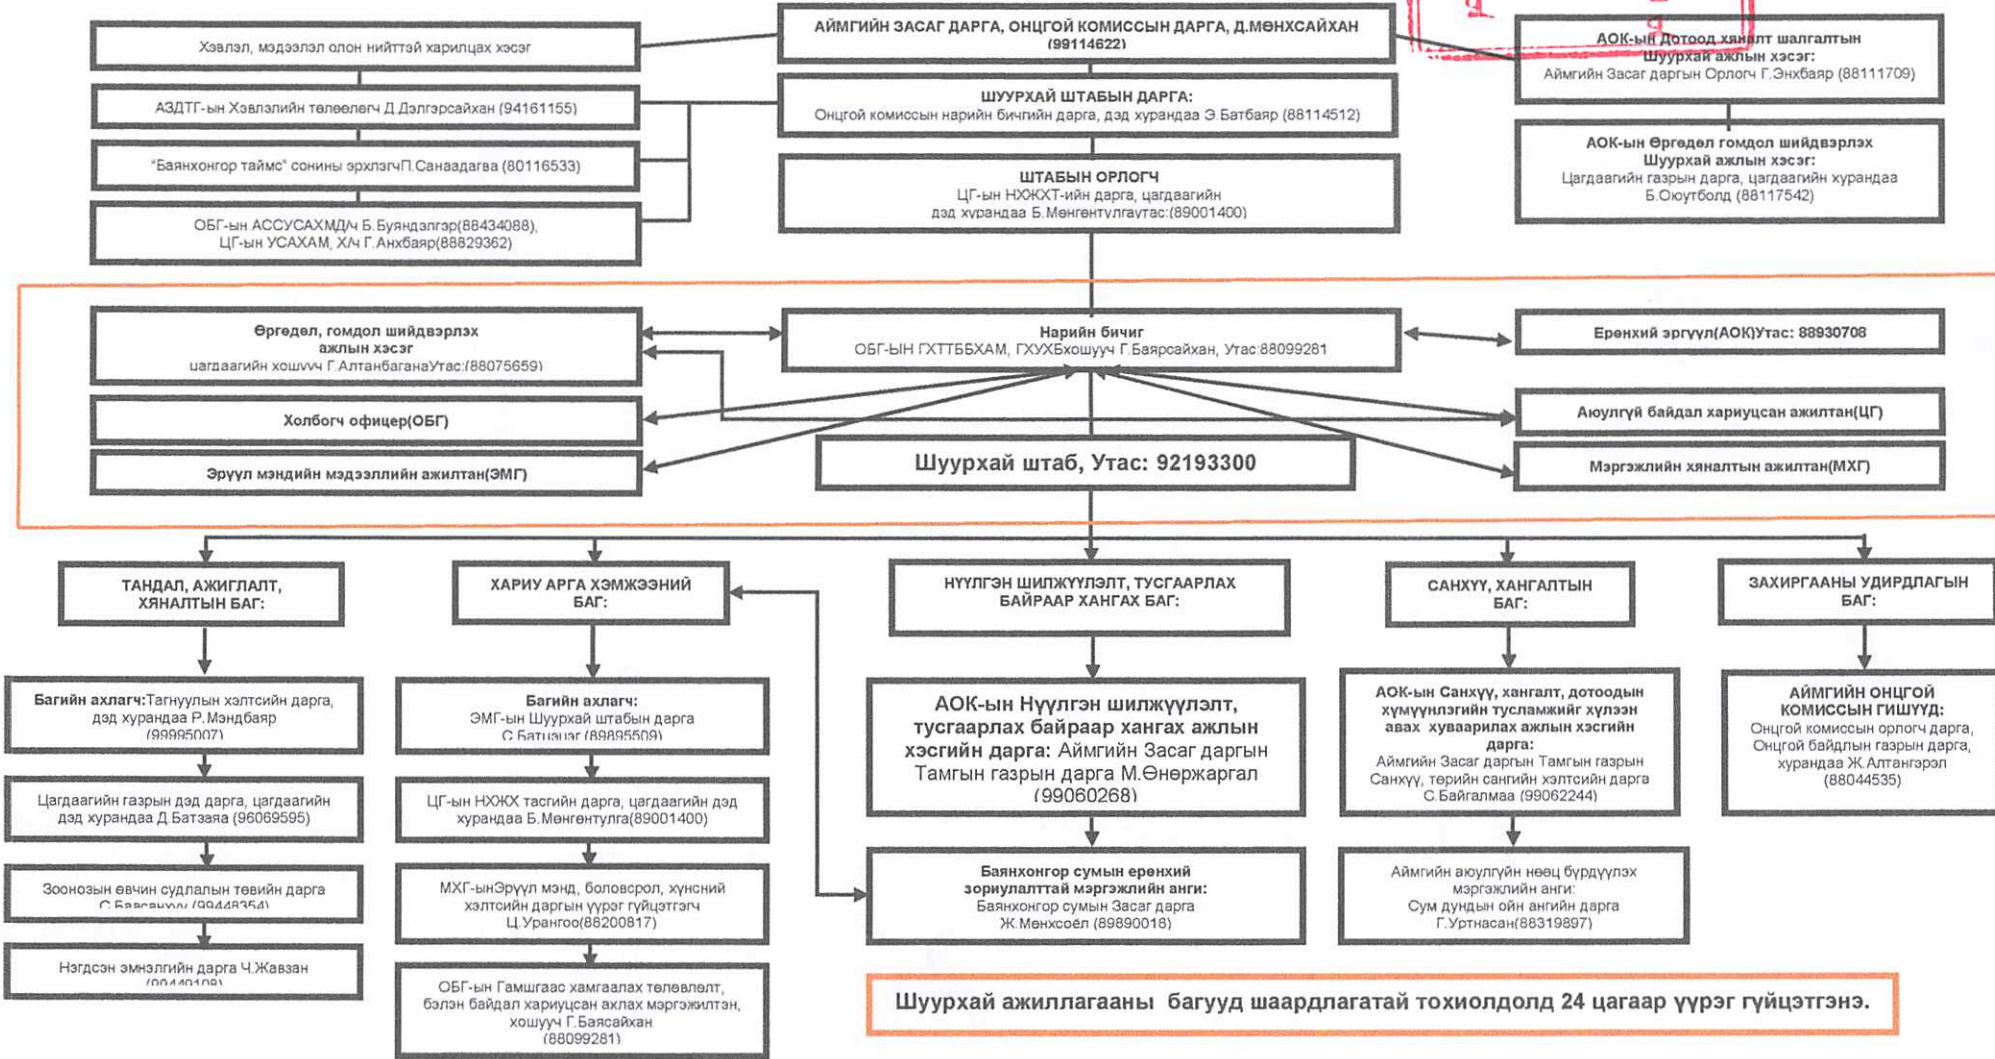 АЙМГИЙН ЗАСАГ ДАРГА, ОНЦГОЙ КОМИССЫН ДАРГА, Д.МӨНХСАЙХАН
(99114622)
Хэвлэл, мэдээлэл олон нийттэй харилцах хэсэг
АОК-ын Дотоод хяналт шалгалтын
Шуурхай ажлын хэсэг:
Аймгийн Засаг даргын Орлогч Г.Энхбаяр (88111709)
АЗДТГ-ын Хэвлэлийн төлөөлөгч Д.Дэлгэрсайхан (94161155)
ШУУРХАЙ ШТАБЫН ДАРГА:
Онцгой комиссын нарийн бичгийн дарга, дэд хурандаа Э.Батбаяр (88114512)
"Баянхонгор таймс" сонины эрхлэгчП.Санаадагва (80116533)
ШТАБЫН ОРЛОГЧ
ЦГ-ын НХЖХТ-ийн дарга, цагдаагийн
дэд хурандаа Б.Мөнгөнтулгаутас:(89001400)
АОК-ын Өргөдөл гомдол шийдвэрлэх
Шуурхай ажлын хэсэг:
Цагдаагийн газрын дарга, цагдаагийн хурандаа
Б.Оюутболд (88117542)
ОБГ-ын АССУСАХМД/ч Б.Буяндэлгэр(88434088),
ЦГ-ын УСАХАМ, Х/ч Г.Анхбаяр(88829362)
Өргөдөл, гомдол шийдвэрлэх
ажлын хэсэг
цагдаагийн хошууч Г.АлтанбаганаУтас:(88075659)
Нарийн бичиг
ОБГ-ЫН ГХТТББХАМ, ГХУХБхошууч Г.Баярсайхан, Утас:88099281
Ерөнхий эргүүл(АОК)Утас: 88930708
Холбогч офицер(ОБГ)
Аюулгүй байдал хариуцсан ажилтан(ЦГ)
Эрүүл мэндийн мэдээллийн ажилтан(ЭМГ)
Шуурхай штаб, Утас: 92193300
Мэргэжлийн хяналтын ажилтан(МХГ)
ТАНДАЛ, АЖИГЛАЛТ,
ХЯНАЛТЫН БАГ:
Багийн ахлагч:Тагнуулын хэлтсийн дарга,
дэд хурандаа Р.Мэндбаяр
(99995007)
Цагдаагийн газрын дэд дарга, цагдаагийн
дэд хурандаа Д.Батзаяа (96069595)
Зоонозын өвчин судлалын төвийн дарга
С.Баасанхүү (99448354)
Нэгдсэн эмнэлгийн дарга Ч.Жавзан
(99449108)
ХАРИУ АРГА ХЭМЖЭЭНИЙ
БАГ:
Багийн ахлагч:
ЭМГ-ын Шуурхай штабын дарга
С.Батцэцэг (89895509)
ЦГ-ын НХЖХ тасгийн дарга, цагдаагийн дэд
хурандаа Б.Мөнгөнтулга(89001400)
МХГ-ынЭрүүл мэнд, боловсрол, хүнсний
хэлтсийн даргын үүрэг гүйцэтгэгч
Ц.Урангоо(88200817)
ОБГ-ын Гамшгаас хамгаалах төлөвлөлт,
бэлэн байдал хариуцсан ахлах мэргэжилтэн,
хошууч Г.Баясайхан
(88099281)
НҮҮЛГЭН ШИЛЖҮҮЛЭЛТ, ТУСГААРЛАХ
БАЙРААР ХАНГАХ БАГ:
АОК-ын Нүүлгэн шилжүүлэлт,
тусгаарлах байраар хангах ажлын
хэсгийн дарга: Аймгийн Засаг даргын
Тамгын газрын дарга М.Өнөржаргал
(99060268)
Баянхонгор сумын ерөнхий
зориулалттай мэргэжлийн анги:
Баянхонгор сумын Засаг дарга
Ж.Мөнхсоёл (89890018)
САНХҮҮ, ХАНГАЛТЫН
БАГ:
АОК-ын Санхүү, хангалт, дотоодын
хүмүүнлэгийн тусламжийг хүлээн
авах хуваарилах ажлын хэсгийн
дарга:
Аймгийн Засаг даргын Тамгын газрын
Санхүү, төрийн сангийн хэлтсийн дарга
С.Байгалмаа (99062244)
Аймгийн аюулгүйн нөөц бүрдүүлэх
мэргэжлийн анги:
Сум дундын ойн ангийн дарга
Г.Уртнасан(88319897)
ЗАХИРГААНЫ УДИРДЛАГЫН
БАГ:
АЙМГИЙН ОНЦГОЙ
КОМИССЫН ГИШҮҮД:
Онцгой комиссын орлогч дарга,
Онцгой байдлын газрын дарга,
хурандаа Ж.Алтангэрэл
(88044535)
Шуурхай ажиллагааны багууд шаардлагатай тохиолдолд 24 цагаар үүрэг гүйцэтгэнэ.